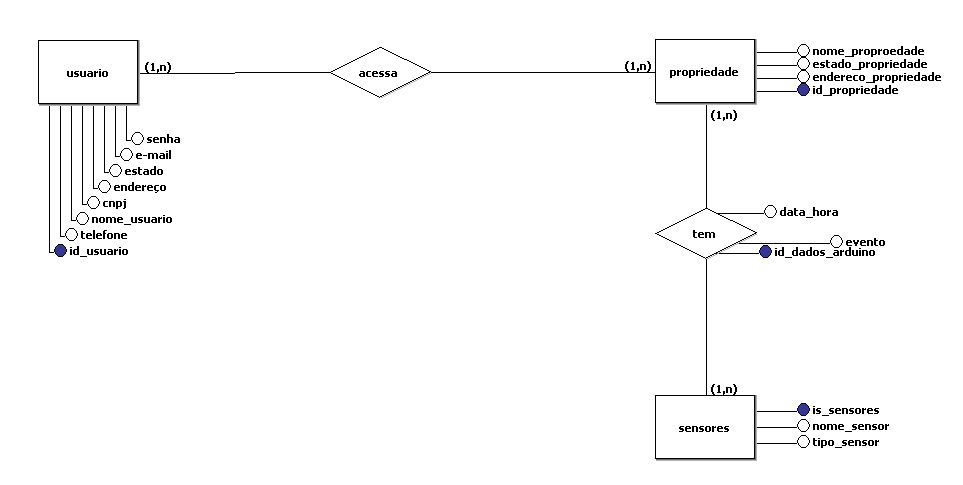 usuario
(1,n)
acessa
(1,n)
propriedade
nome_proproedade
estado_propriedade
endereco_propriedade
id_propriedade
(1,n)
senha
e-mail
estado
endereço
cnpj
nome_usuario
telefone
id_usuario
tem
data_hora
evento
id_dados_arduino
(1,n)
sensores
is_sensores
nome_sensor
tipo_sensor